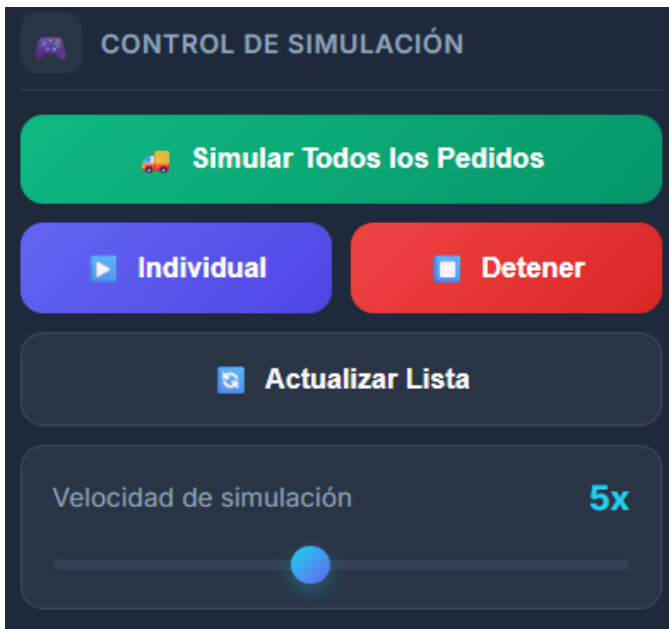 CONTROL DE SIMULACIÓN
Simular Todos los Pedidos
Individual
Detener
Actualizar Lista
Velocidad de simulación
5x